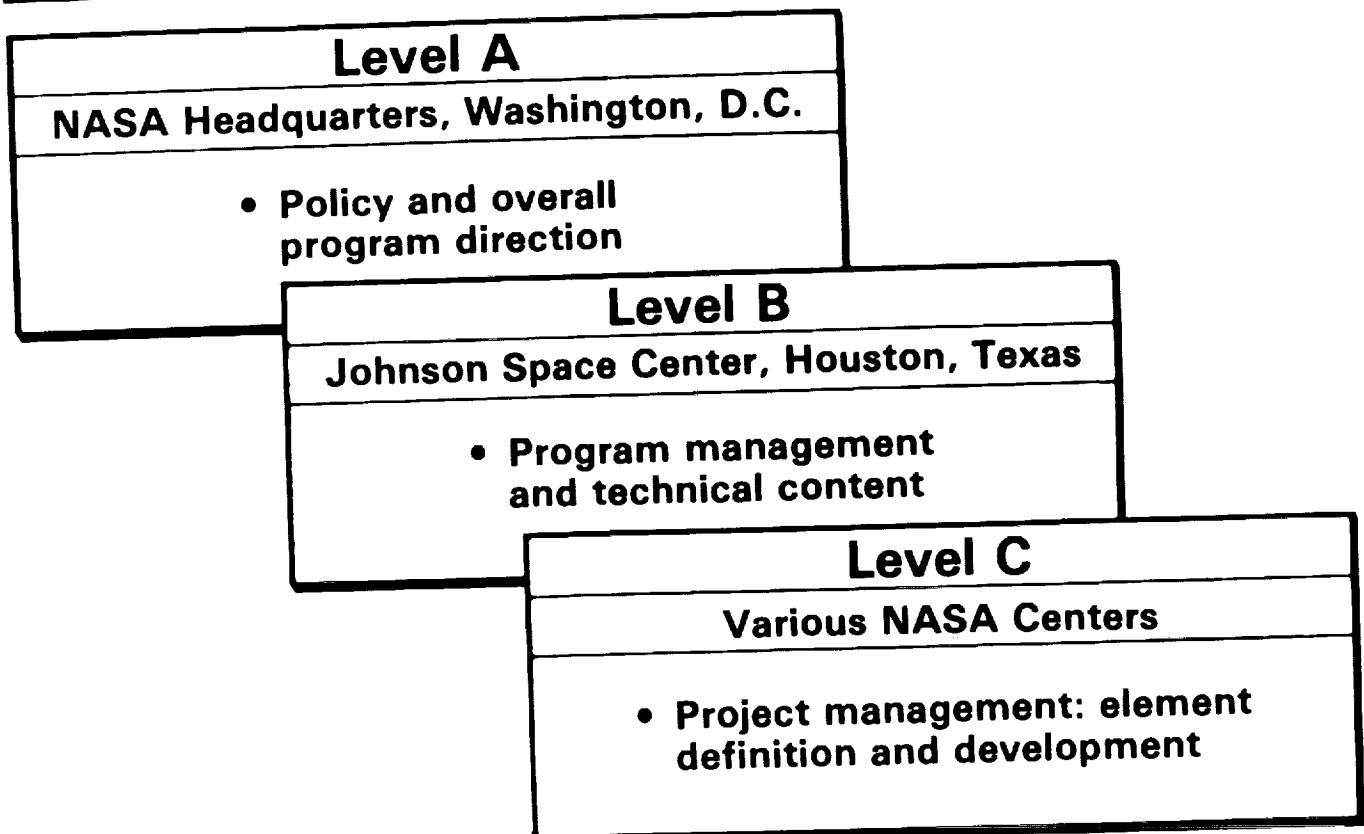 Level A
NASA Headquarters, Washington, D.C.
• Policy and overall
program direction
Level B
Johnson Space Center, Houston, Texas
• Program management
and technical content
Level C
Various NASA Centers
• Project management: element
definition and development